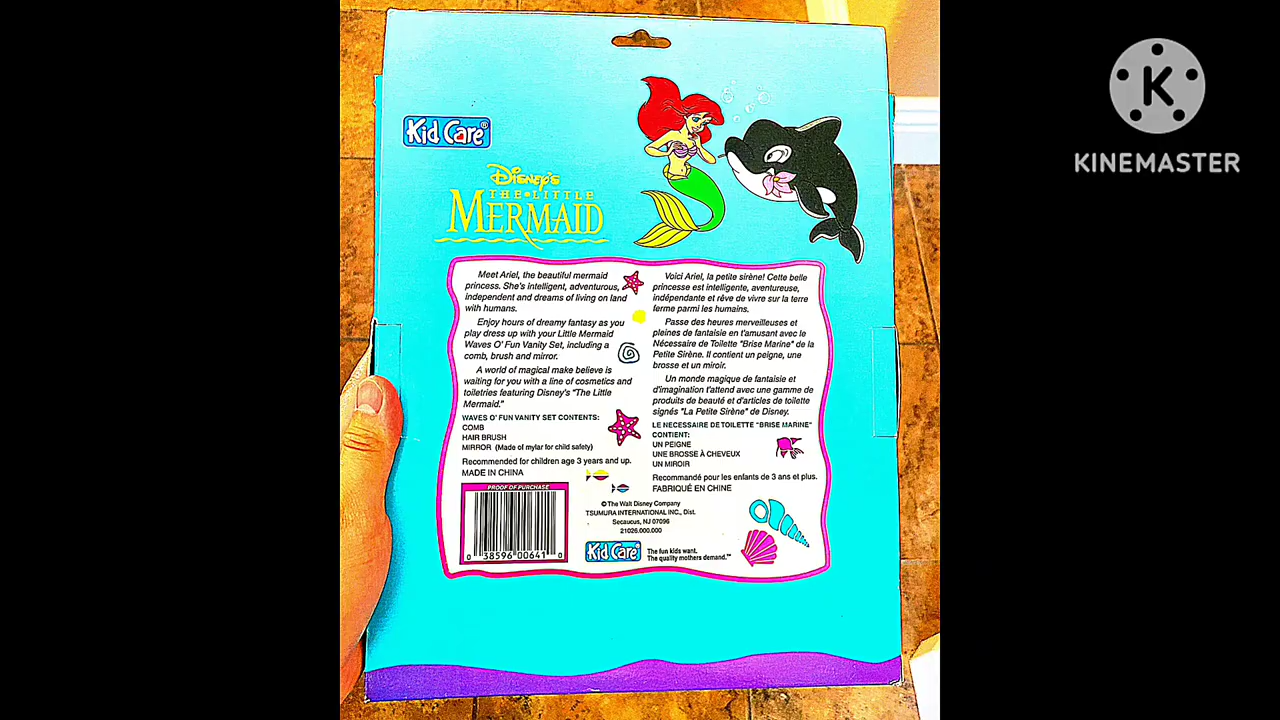 KINEMASTER
Kid Care®
DISNEY'S
THE LITTLE
MERMAID
Meet Ariel, the beautiful mermaid
princess. She's intelligent, adventurous,
independent and dreams of living on land
with humans.
Enjoy hours of dreamy fantasy as you
play dress up with your Little Mermaid
Waves O' Fun Vanity Set, including a
comb, brush and mirror.
A world of magical make believe is
waiting for you with a line of cosmetics and
toiletries featuring Disney's "The Little
Mermaid."
WAVES O' FUN VANITY SET CONTENTS:
COMB
HAIR BRUSH
MIRROR (Made of mylar for child safety)
Recommended for children age 3 years and up.
MADE IN CHINA
PROOF OF PURCHASE
0 38596 00641 0
Voici Ariel, la petite sirène! Cette belle
princesse est intelligente, aventureuse,
indépendante et rêve de vivre sur la terre
ferme parmi les humains.
Passe des heures merveilleuses et
pleines de fantaisie en t'amusant avec le
Nécessaire de Toilette "Brise Marine" de la
Petite Sirène. Il contient un peigne, une
brosse et un miroir.
Un monde magique de fantaisie et
d'imagination t'attend avec une gamme de
produits de beauté et d'articles de toilette
signés "La Petite Sirène" de Disney.
LE NECESSAIRE DE TOILETTE "BRISE MARINE"
CONTIENT:
UN PEIGNE
UNE BROSSE À CHEVEUX
UN MIROIR
Recommandé pour les enfants de 3 ans et plus.
FABRIQUÉ EN CHINE
© The Walt Disney Company
TSUMURA INTERNATIONAL INC., Dist.
Secaucus, NJ 07096
21026.000.000
Kid Care®
The fun kids want.
The quality mothers demand.™